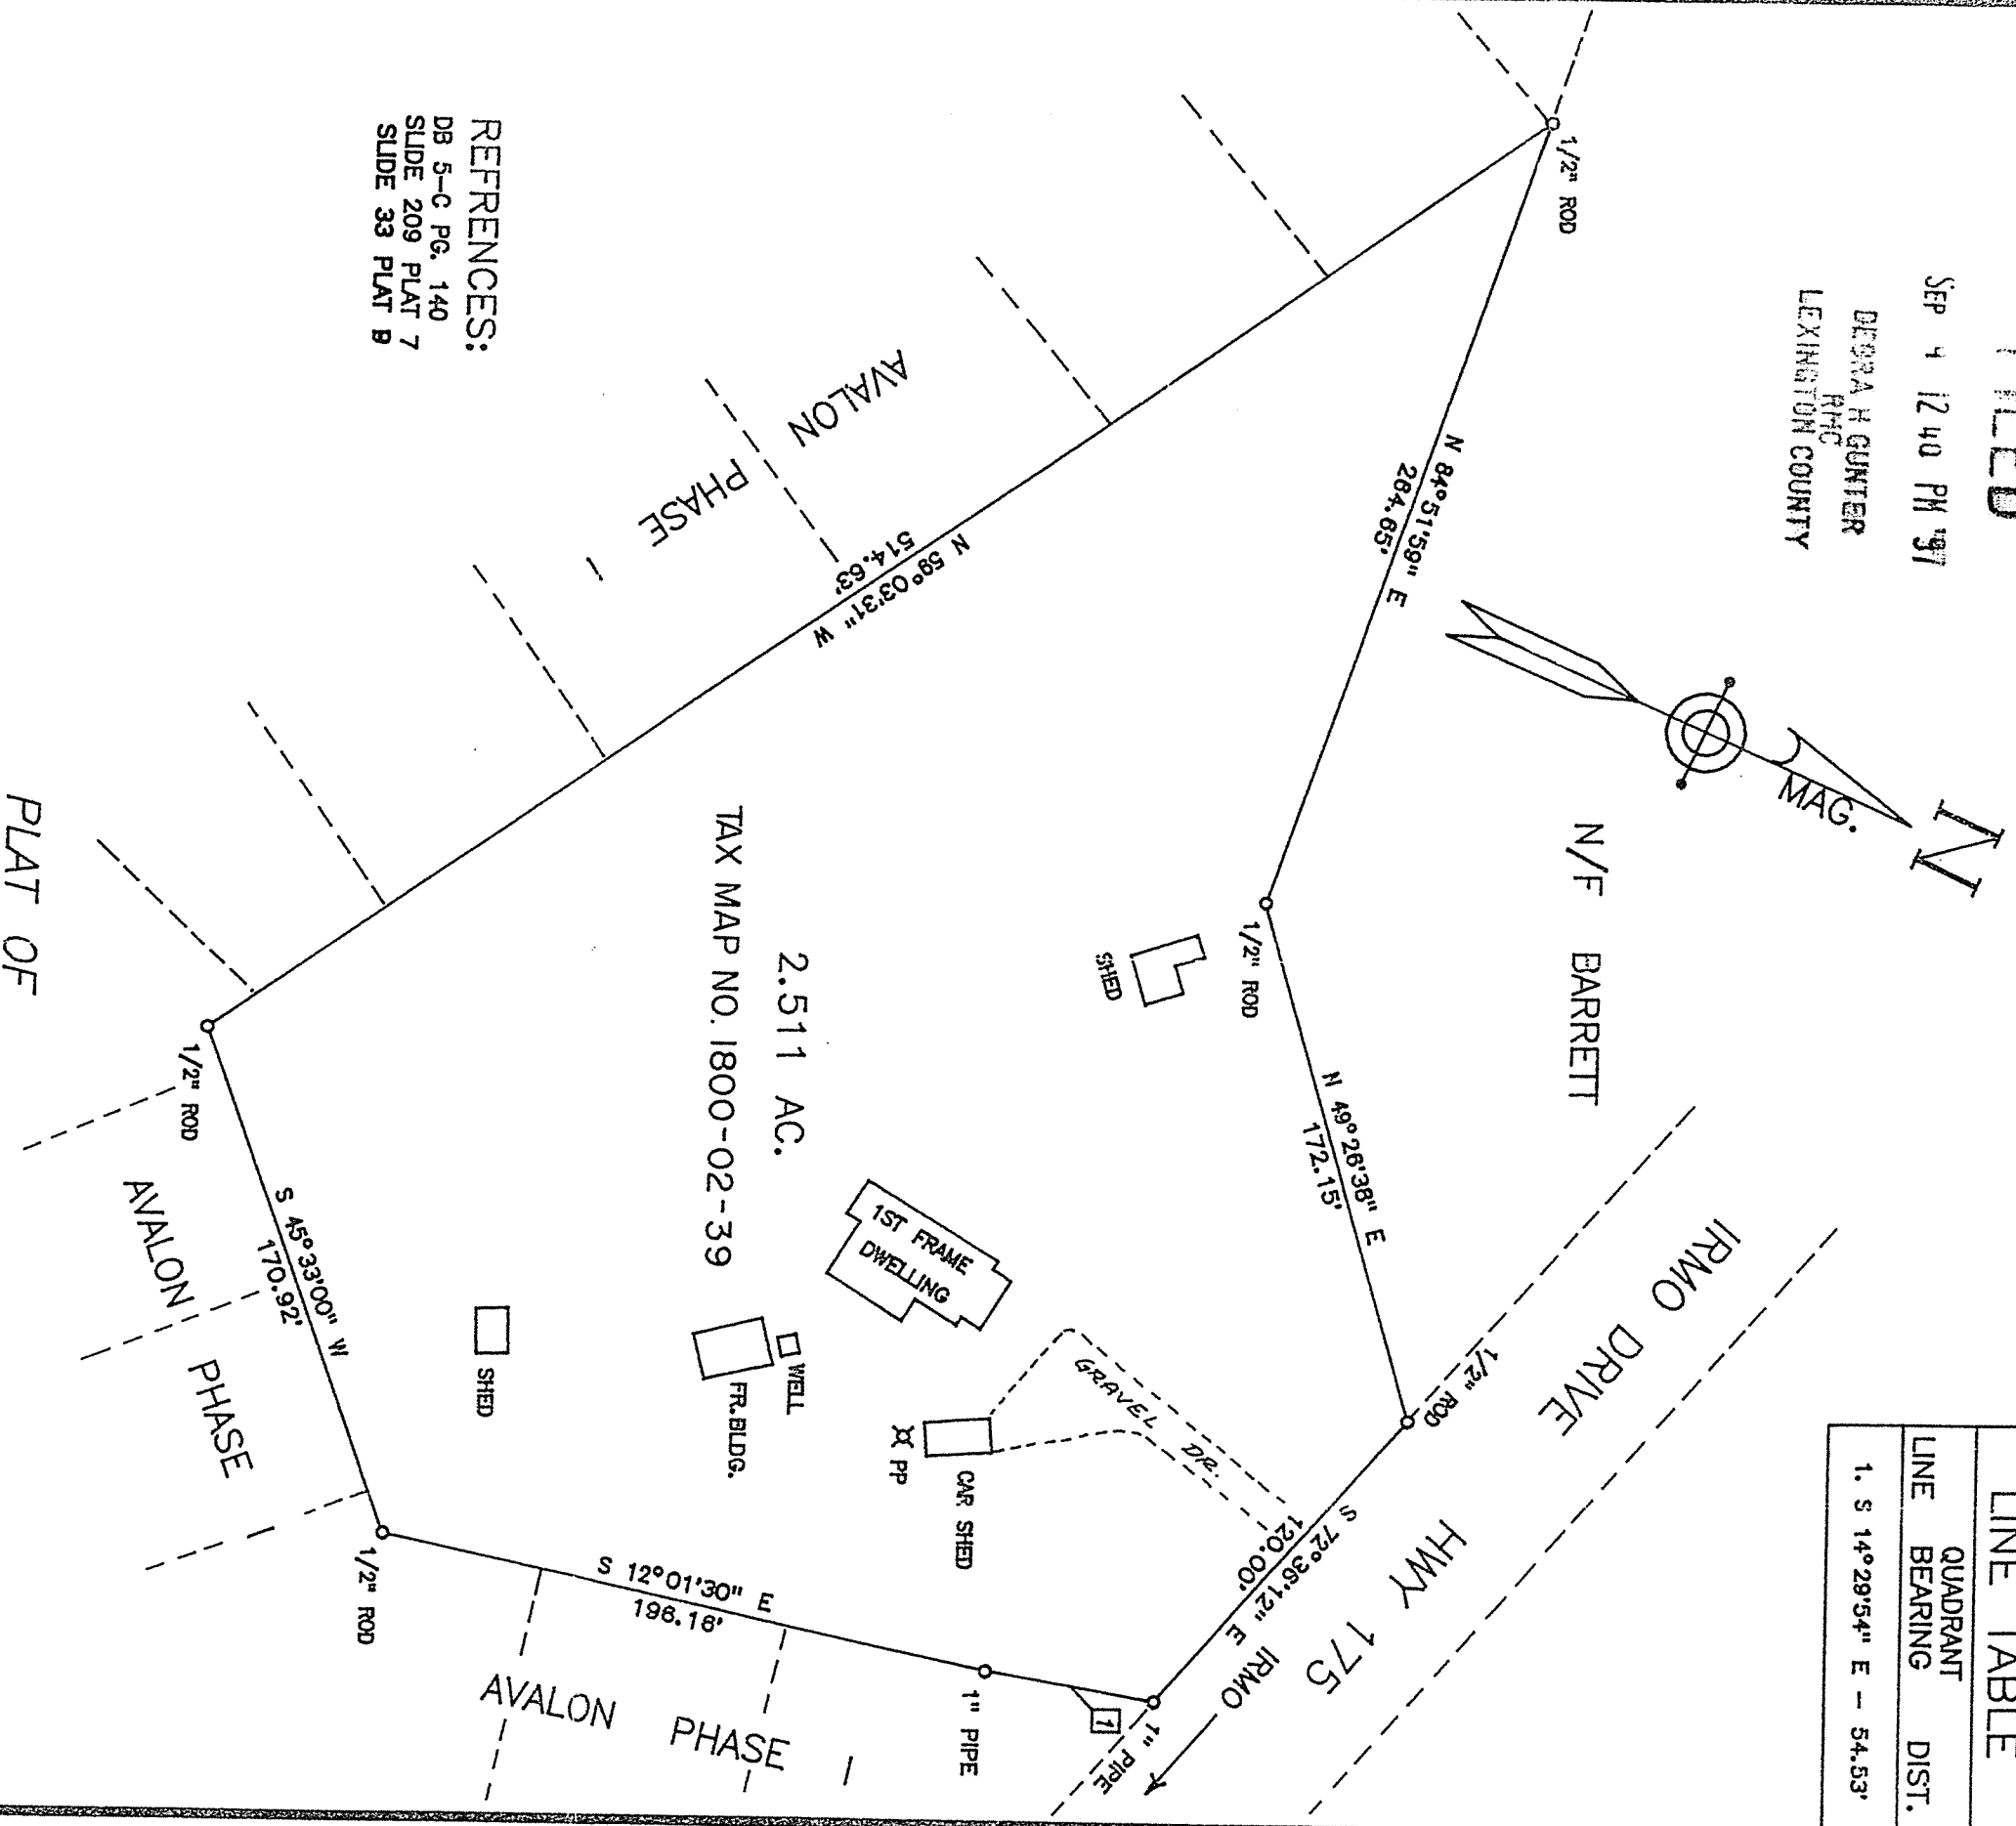 FILED
SEP 4 12 40 PM '97
DEBRA H GUNTER
RMC
LEXINGTON COUNTY
N
MAG.
LINE TABLE
QUADRANT
LINE BEARING DIST.
1. S 14°29'54" E - 54.53'
N/F BARRETT
IRMO DRIVE
HWY 175
IRMO
1/2" ROD
N 84°51'59" E
264.65'
1/2" ROD
N 49°26'38" E
172.15'
1/2" ROD
S 72°36'12" E
120.00'
1" PIPE
1
1" PIPE
SHED
GRAVEL DR.
1ST FRAME
DWELLING
CAR SHED
PP
WELL
FR.BLDG.
SHED
2.511 AC.
TAX MAP NO. 1800-02-39
N 59°03'31" W
514.63'
AVALON
PHASE
I
S 12°01'30" E
196.16'
AVALON PHASE I
1/2" ROD
S 45°33'00" W
170.92'
1/2" ROD
AVALON PHASE I
REFRENCES:
DB 5-C PG. 140
SLIDE 209 PLAT 7
SLIDE 33 PLAT B
PLAT OF